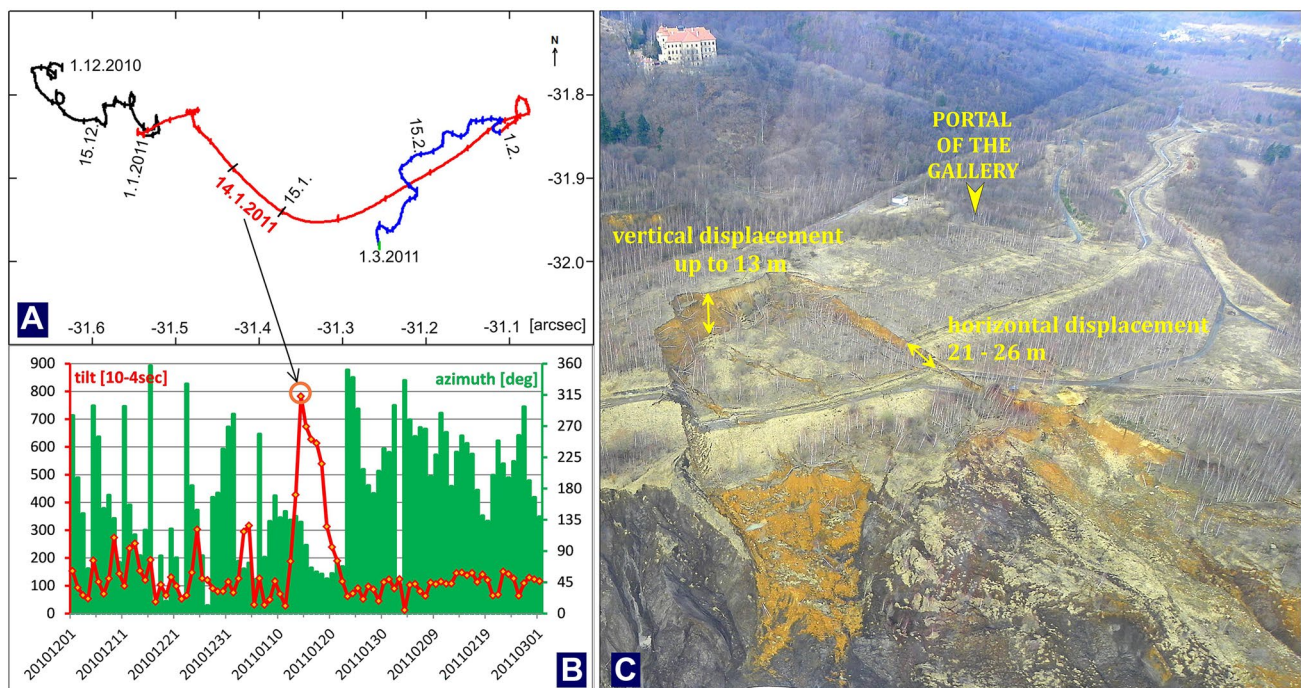 N
1.12.2010
15.12.
1.1.2011
14.1.2011
15.1.
15.2.
1.2.
1.3.2011
-31.8
-31.9
-32.0
A
-31.6 -31.5 -31.4 -31.3 -31.2 -31.1 [arcsec]
tilt [10-4sec]
azimuth [deg]
900
800
700
600
500
400
300
200
100
0
360
315
270
225
180
135
90
45
0
20101201 20101211 20101221 20101231 20110110 20110120 20110130 20110209 20110219 20110301
B
PORTAL
OF THE
GALLERY
vertical displacement
up to 13 m
horizontal displacement
21 - 26 m
C